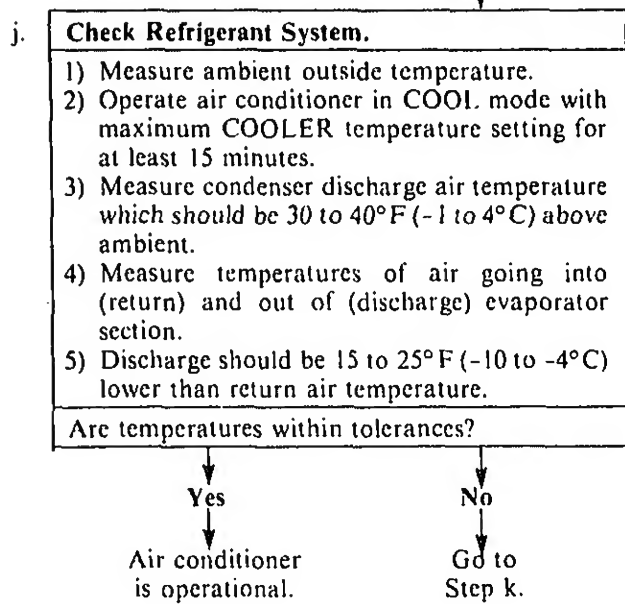 j.
Check Refrigerant System.
1) Measure ambient outside temperature.
2) Operate air conditioner in COOL mode with
maximum COOLER temperature setting for
at least 15 minutes.
3) Measure condenser discharge air temperature
which should be 30 to 40°F (-1 to 4°C) above
ambient.
4) Measure temperatures of air going into
(return) and out of (discharge) evaporator
section.
5) Discharge should be 15 to 25°F (-10 to -4°C)
lower than return air temperature.
Are temperatures within tolerances?
Yes No
Air conditioner Go to
is operational. Step k.